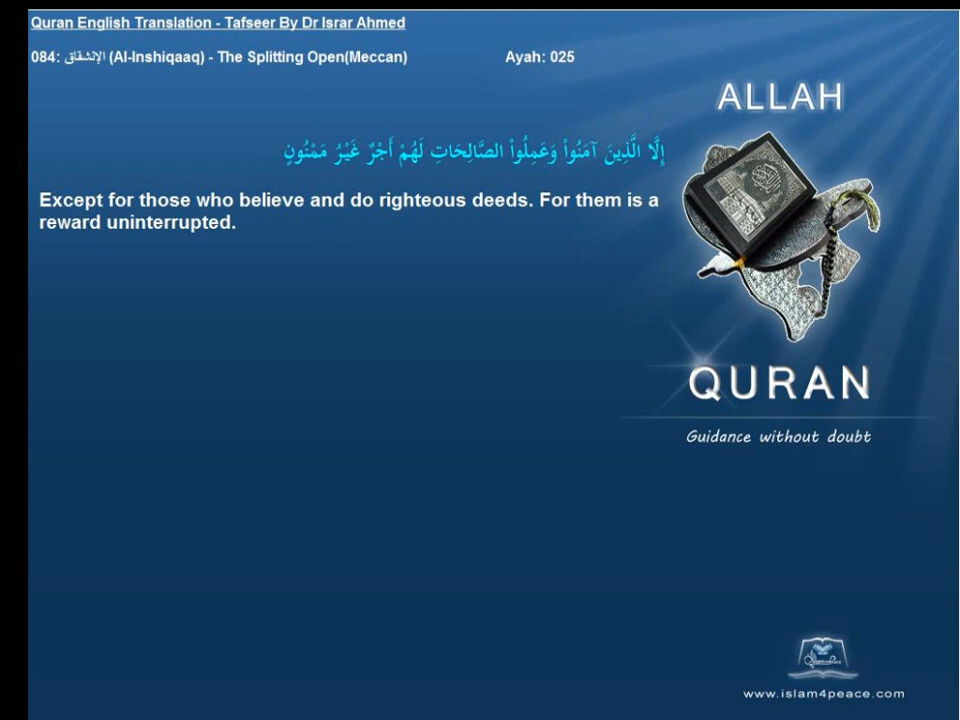 Quran English Translation - Tafseer By Dr Israr Ahmed
084: الإنشقاق (Al-Inshiqaaq) - The Splitting Open(Meccan) Ayah: 025
ALLAH
إِلَّا الَّذِينَ آمَنُواْ وَعَمِلُواْ الصَّالِحَاتِ لَهُمْ أَجْرٌ غَيْرُ مَمْنُونٍ
Except for those who believe and do righteous deeds. For them is a
reward uninterrupted.
QURAN
Guidance without doubt
www.islam4peace.com